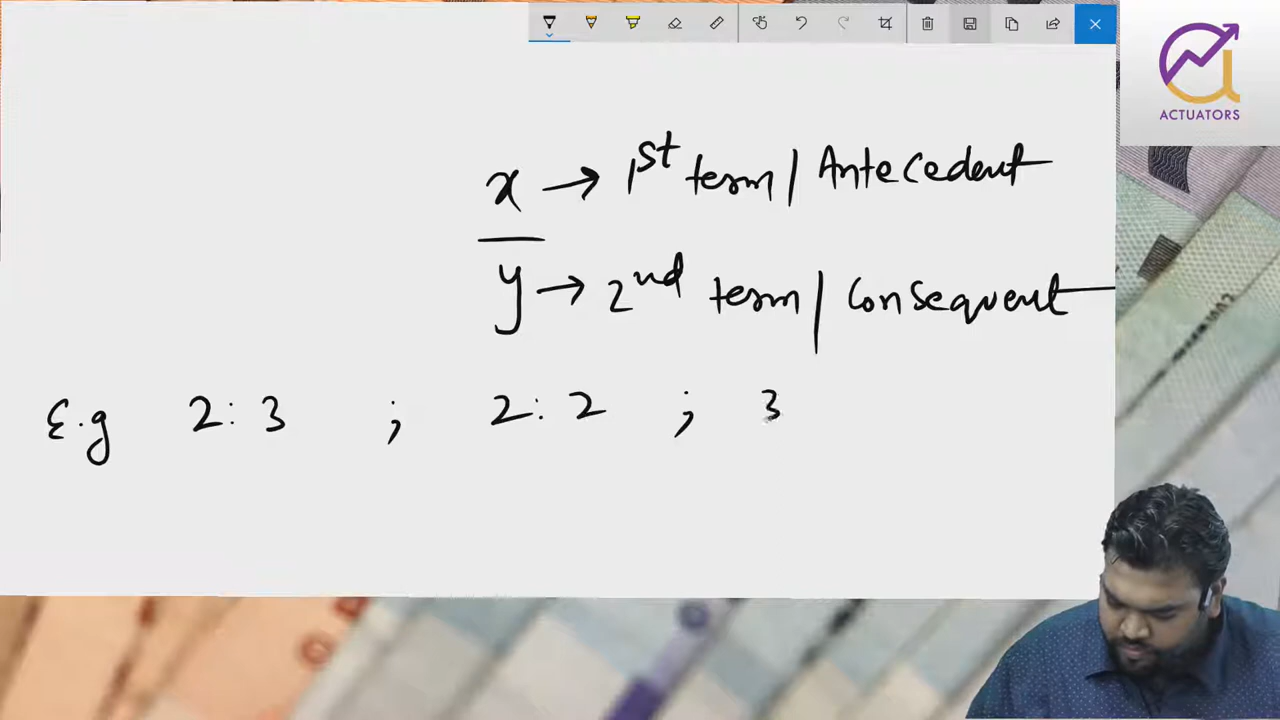 ACTUATORS
x → 1st term / Antecedent
y → 2nd term / Consequent
E.g 2:3 ; 2:2 ; 3